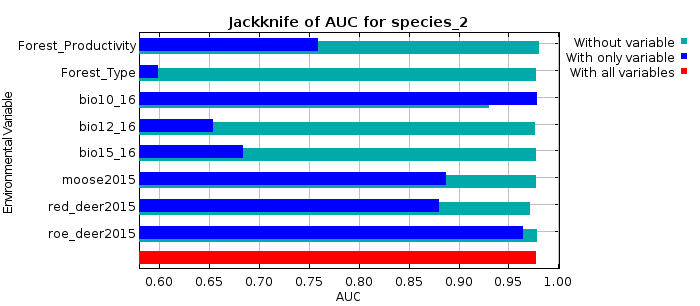 Jackknife of AUC for species_2
Environmental Variable
Forest_Productivity
Forest_Type
bio10_16
bio12_16
bio15_16
moose2015
red_deer2015
roe_deer2015
0.60 0.65 0.70 0.75 0.80 0.85 0.90 0.95 1.00
AUC
Without variable
With only variable
With all variables